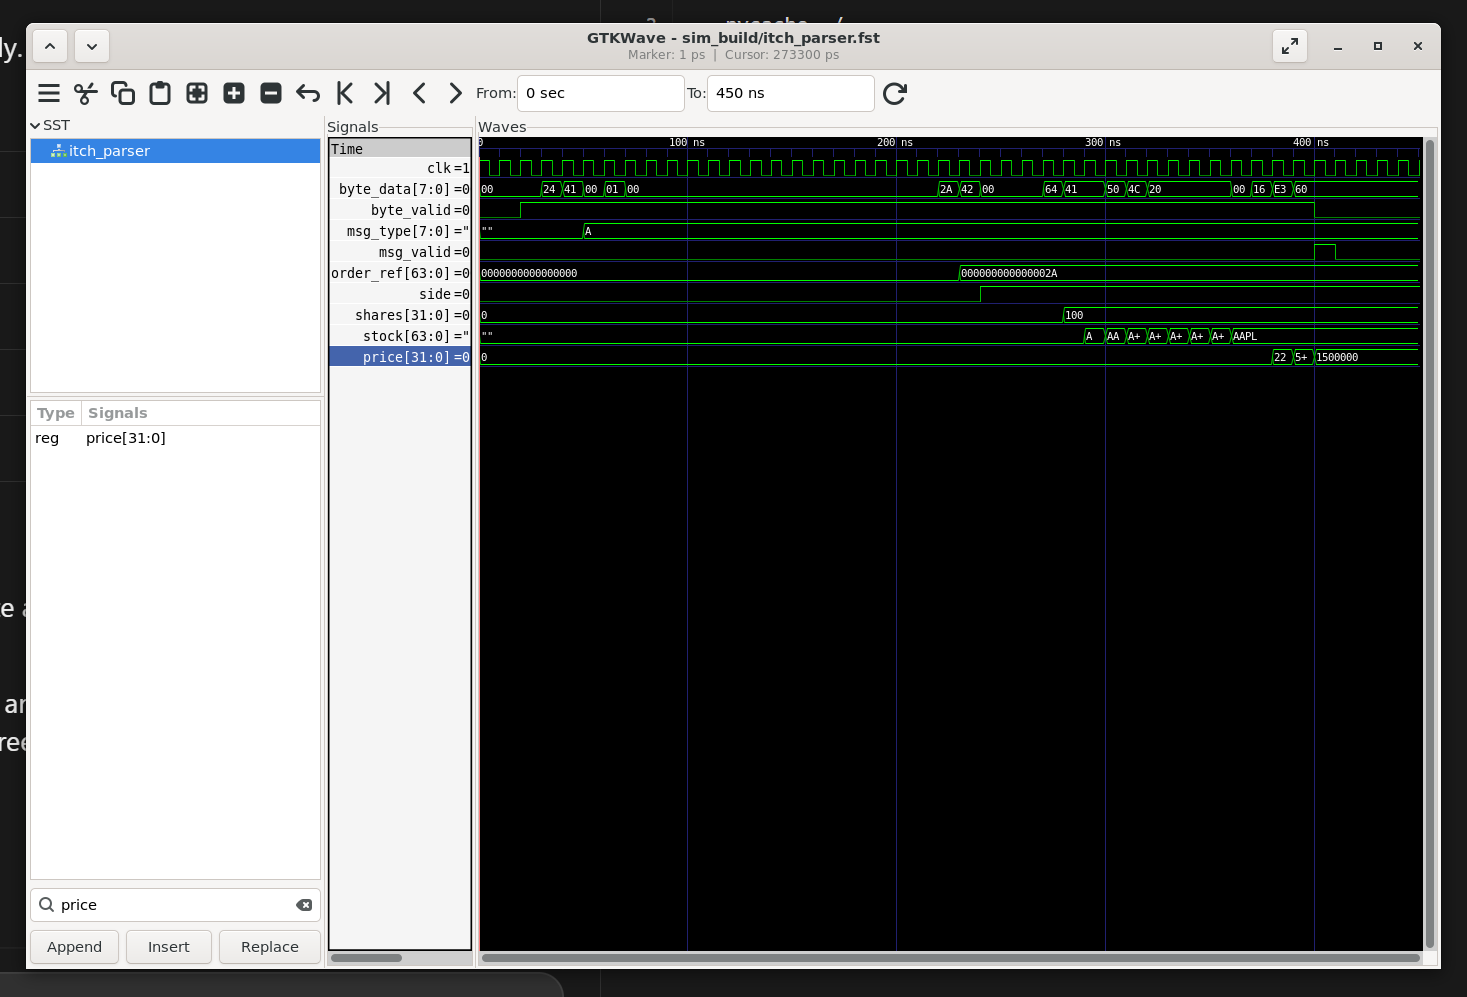 ly.
GTKWave - sim_build/itch_parser.fst
Marker: 1 ps | Cursor: 273300 ps
From: 0 sec To: 450 ns
SST
itch_parser
Type Signals
reg price[31:0]
price
Append Insert Replace
Signals
Time
clk=1
byte_data[7:0]=0
byte_valid=0
msg_type[7:0]="
msg_valid=0
order_ref[63:0]=0
side=0
shares[31:0]=0
stock[63:0]="
price[31:0]=0
Waves
0 100 ns 200 ns 300 ns 400 ns
00 24 41 00 01 00 2A 42 00 64 41 50 4C 20 00 16 E3 60
"" A
0000000000000000 000000000000002A
0 100
"" A AA A+ A+ A+ A+ A+ AAPL
0 22 5+ 1500000